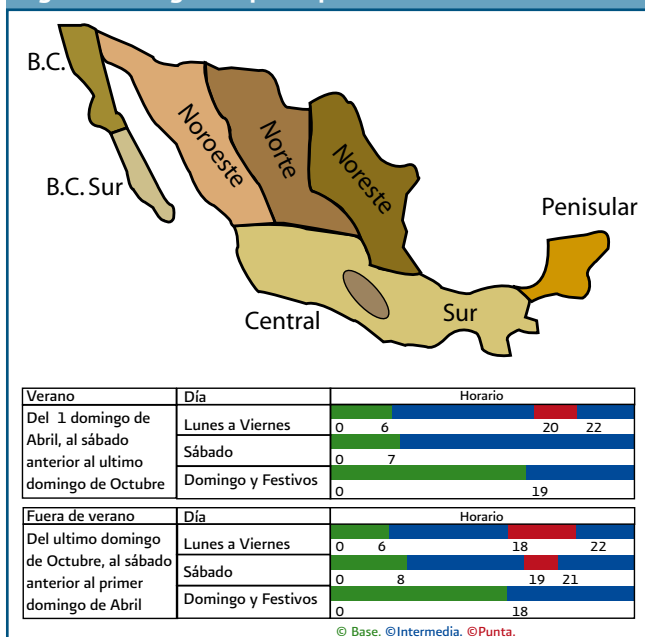 B.C.
Noroeste
Norte
Noreste
B.C. Sur
Penisular
Central
Sur
Verano
Día
Horario
Del 1 domingo de
Abril, al sábado
anterior al ultimo
domingo de Octubre
Lunes a Viernes
0 6 20 22
Sábado
0 7
Domingo y Festivos
0 19
Fuera de verano
Día
Horario
Del ultimo domingo
de Octubre, al sábado
anterior al primer
domingo de Abril
Lunes a Viernes
0 6 18 22
Sábado
0 8 19 21
Domingo y Festivos
0 18
© Base. ©Intermedia. ©Punta.